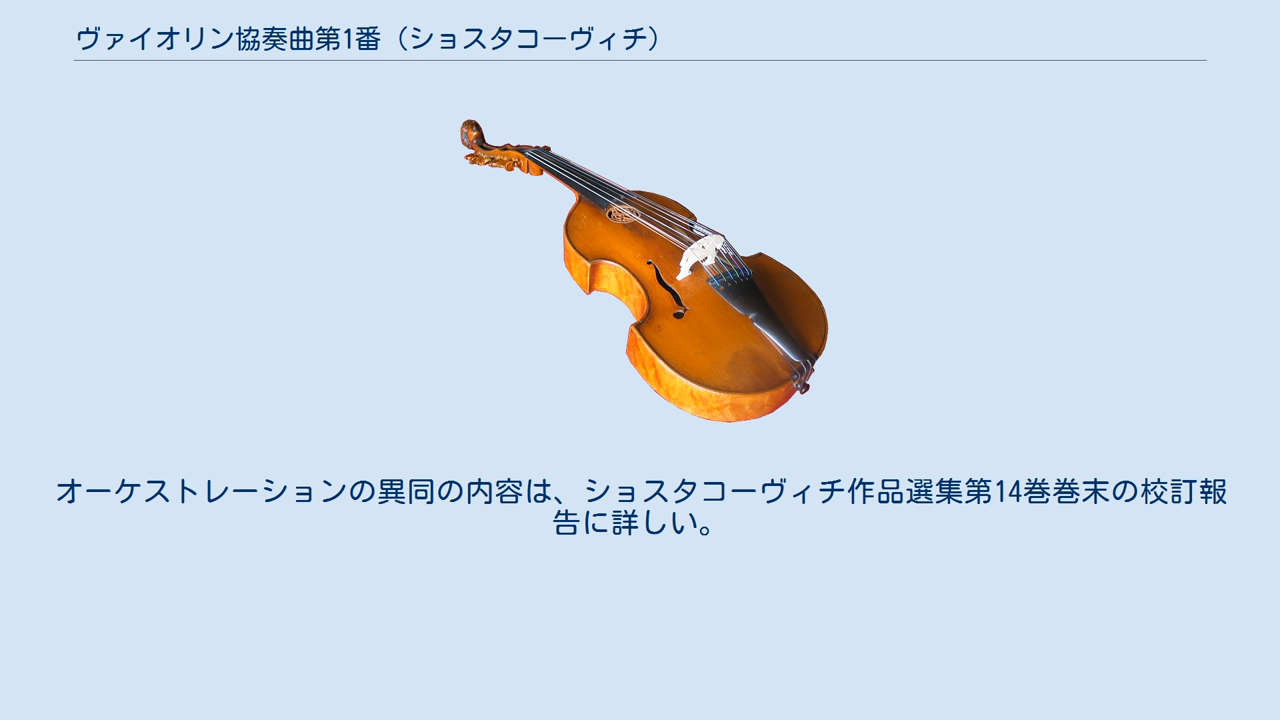 ヴァイオリン協奏曲第1番（ショスタコーヴィチ）
オーケストレーションの異同の内容は、ショスタコーヴィチ作品選集第14巻巻末の校訂報
告に詳しい。